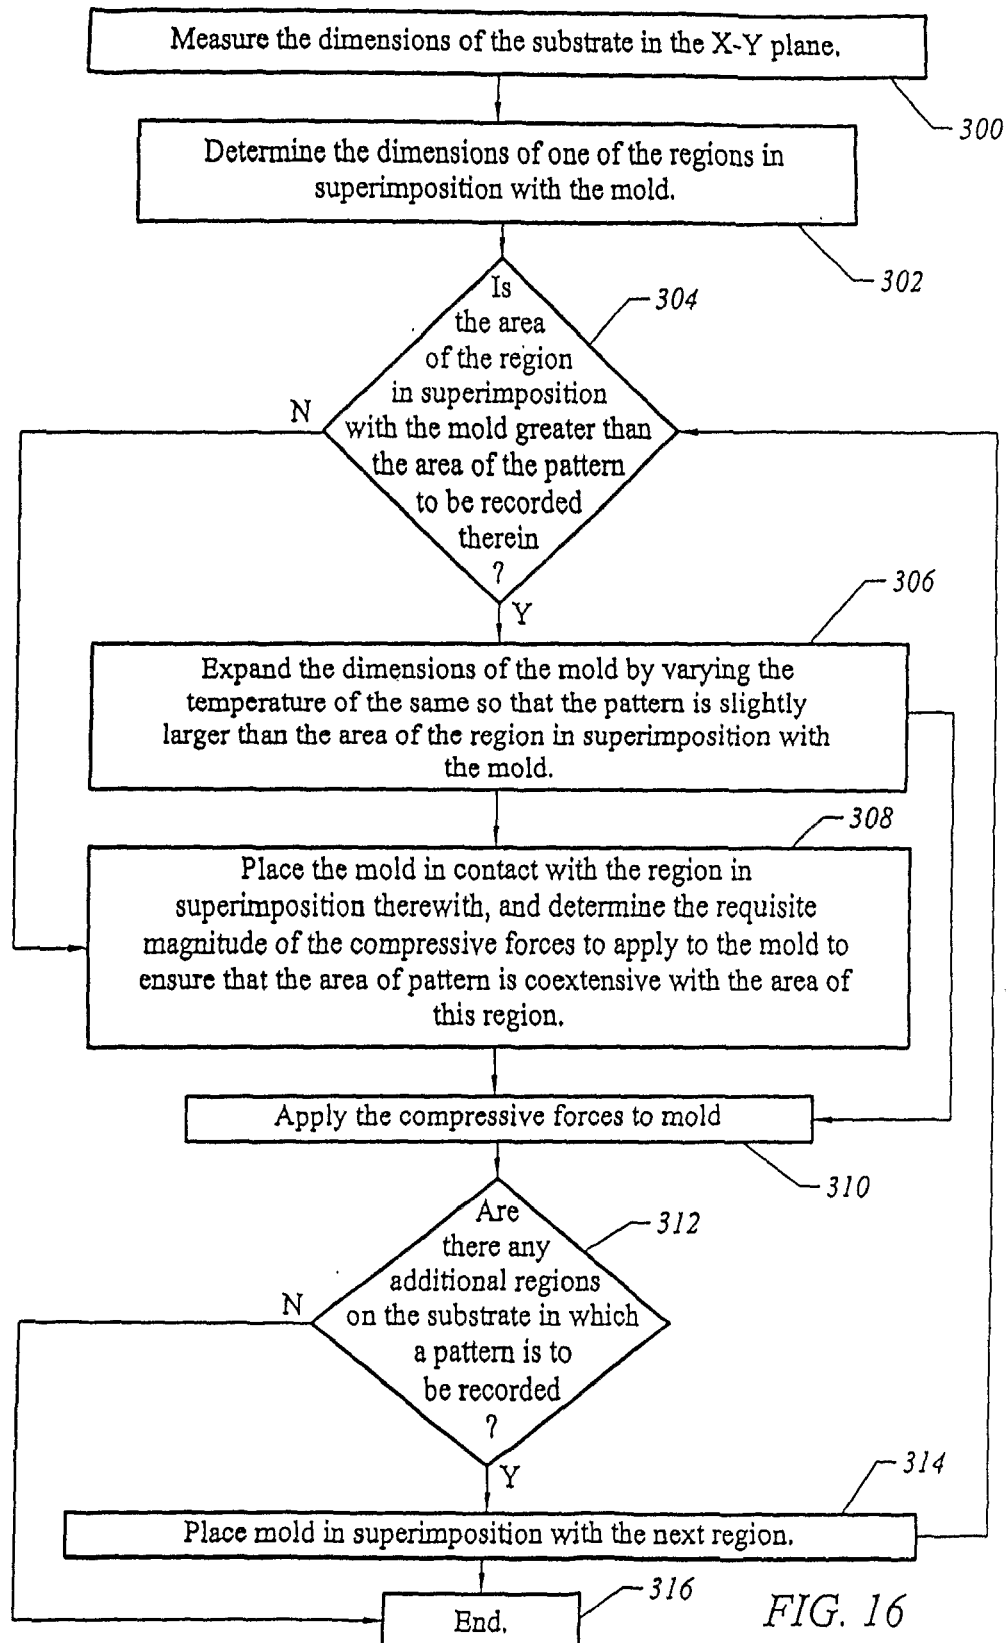 Measure the dimensions of the substrate in the X-Y plane.
300
Determine the dimensions of one of the regions in
superimposition with the mold.
302
Is
the area
of the region
in superimposition
with the mold greater than
the area of the pattern
to be recorded
therein
?
304
N
Y
306
Expand the dimensions of the mold by varying the
temperature of the same so that the pattern is slightly
larger than the area of the region in superimposition with
the mold.
308
Place the mold in contact with the region in
superimposition therewith, and determine the requisite
magnitude of the compressive forces to apply to the mold to
ensure that the area of pattern is coextensive with the area of
this region.
Apply the compressive forces to mold
310
Are
there any
additional regions
on the substrate in which
a pattern is to
be recorded
?
312
N
Y
314
Place mold in superimposition with the next region.
End.
316
FIG. 16